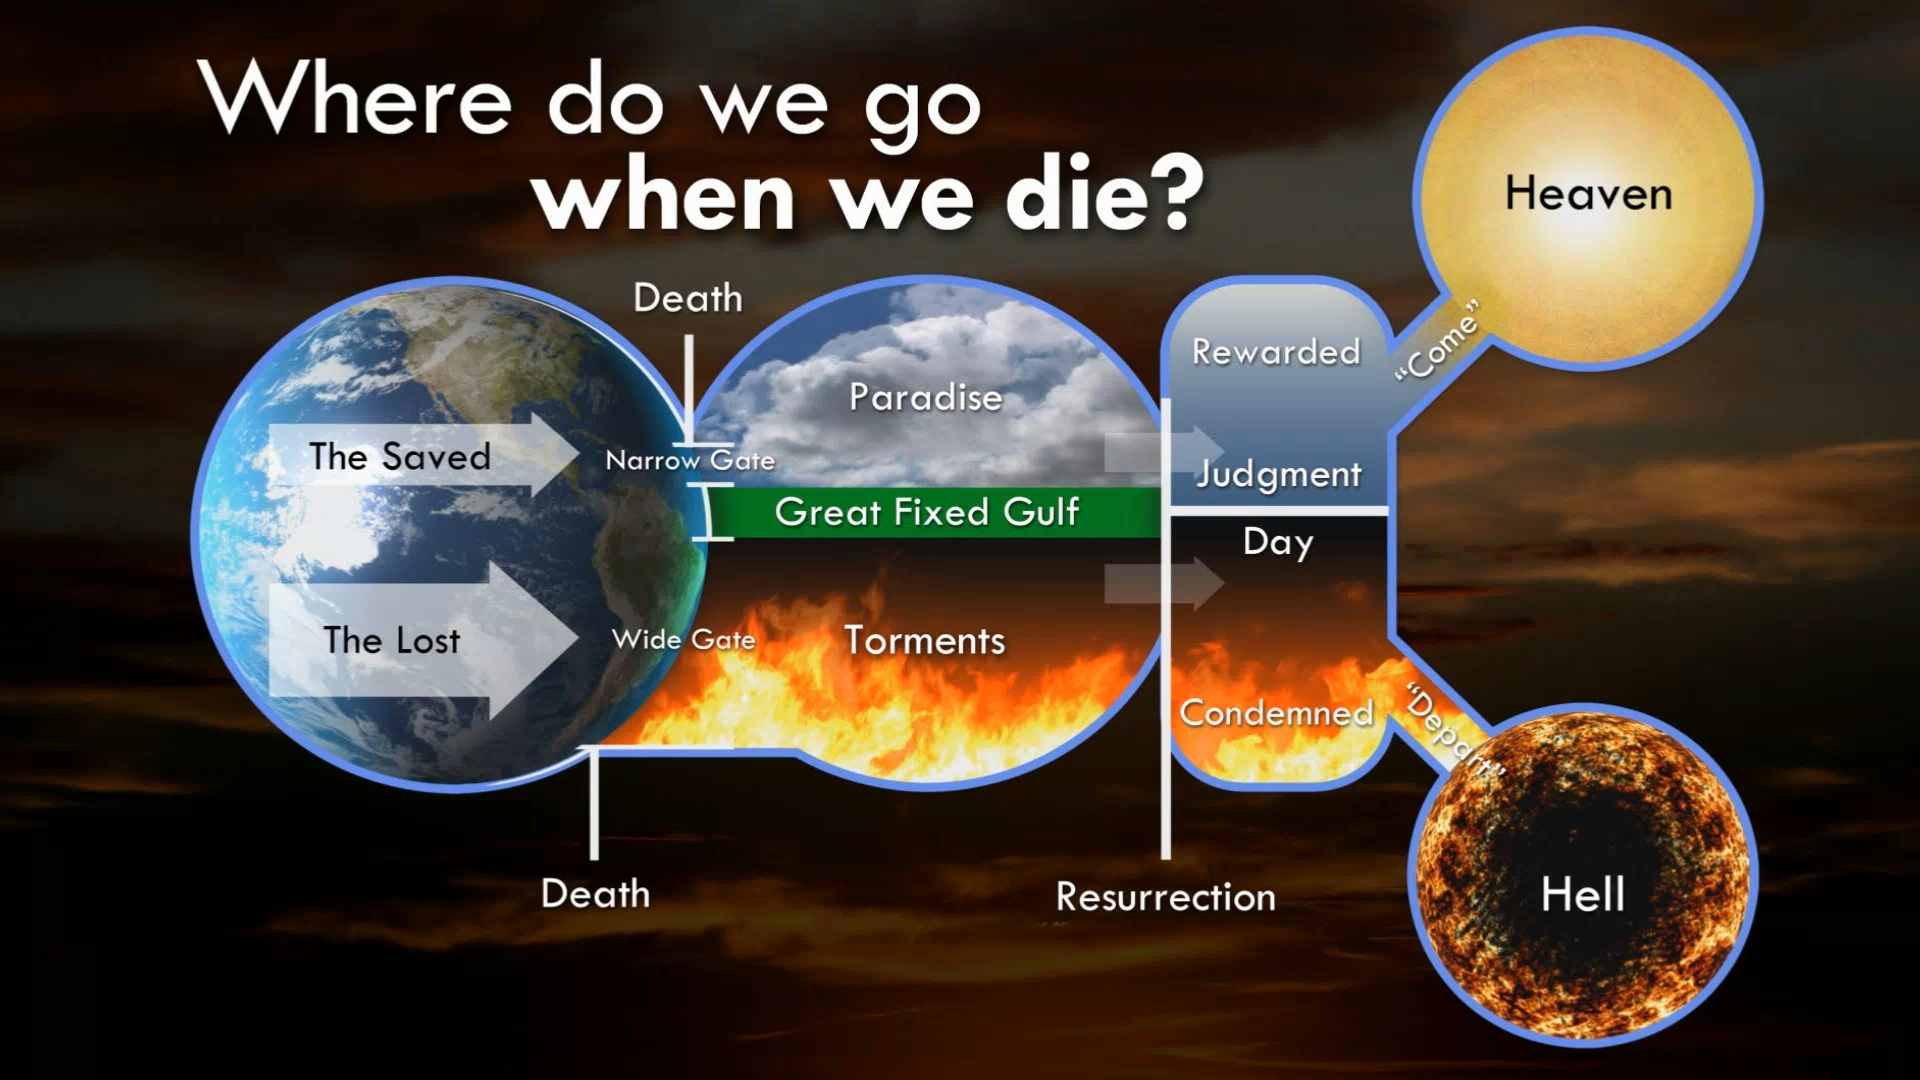 Where do we go
when we die?
Heaven
Death
"Come"
Rewarded
Paradise
The Saved
Narrow Gate
Judgment
Great Fixed Gulf
Day
The Lost
Wide Gate
Torments
Condemned
"Depart"
Death
Resurrection
Hell